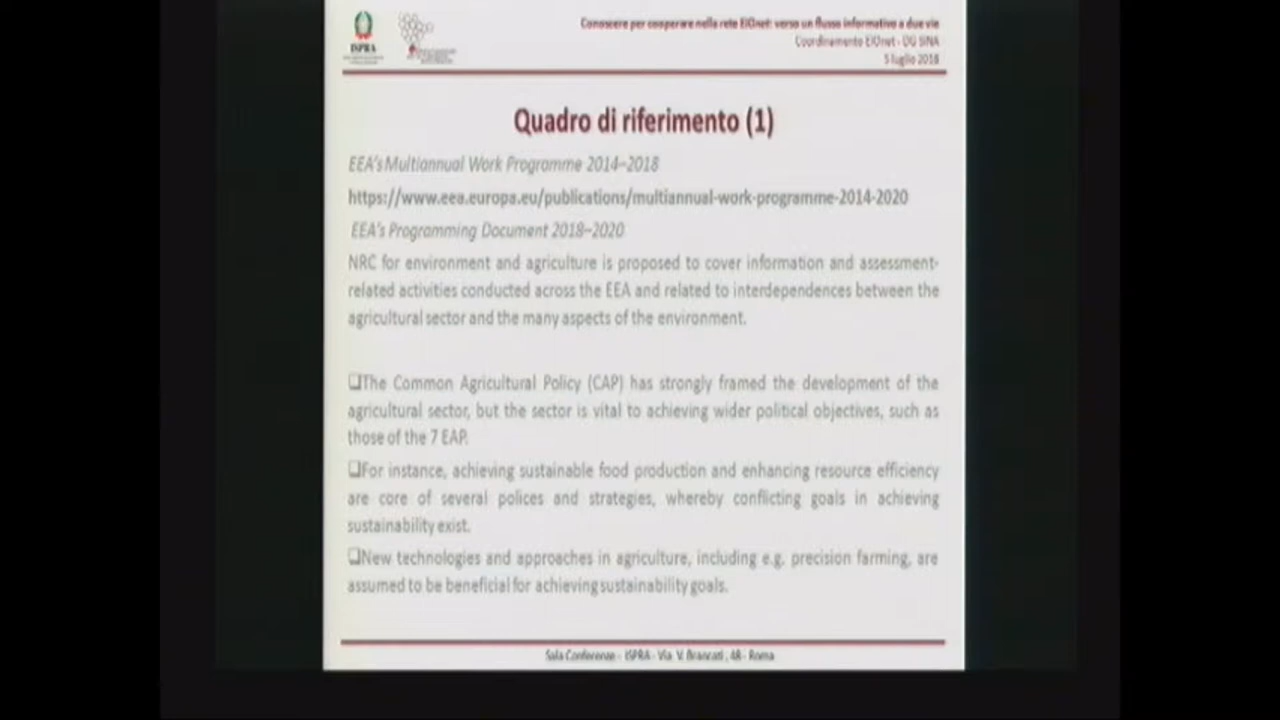 ISPRA
Conoscere per cooperare nella rete EIOnet: verso un flusso informativo a due vie
Coordinamento EIOnet - DG SINA
5 luglio 2018
Quadro di riferimento (1)
EEA's Multiannual Work Programme 2014–2018
https://www.eea.europa.eu/publications/multiannual-work-programme-2014-2020
EEA's Programming Document 2018–2020
NRC for environment and agriculture is proposed to cover information and assessment-
related activities conducted across the EEA and related to interdependences between the
agricultural sector and the many aspects of the environment.
❑The Common Agricultural Policy (CAP) has strongly framed the development of the
agricultural sector, but the sector is vital to achieving wider political objectives, such as
those of the 7 EAP.
❑For instance, achieving sustainable food production and enhancing resource efficiency
are core of several polices and strategies, whereby conflicting goals in achieving
sustainability exist.
❑New technologies and approaches in agriculture, including e.g. precision farming, are
assumed to be beneficial for achieving sustainability goals.
Sala Conferenze - ISPRA - Via V. Brancati, 48 - Roma